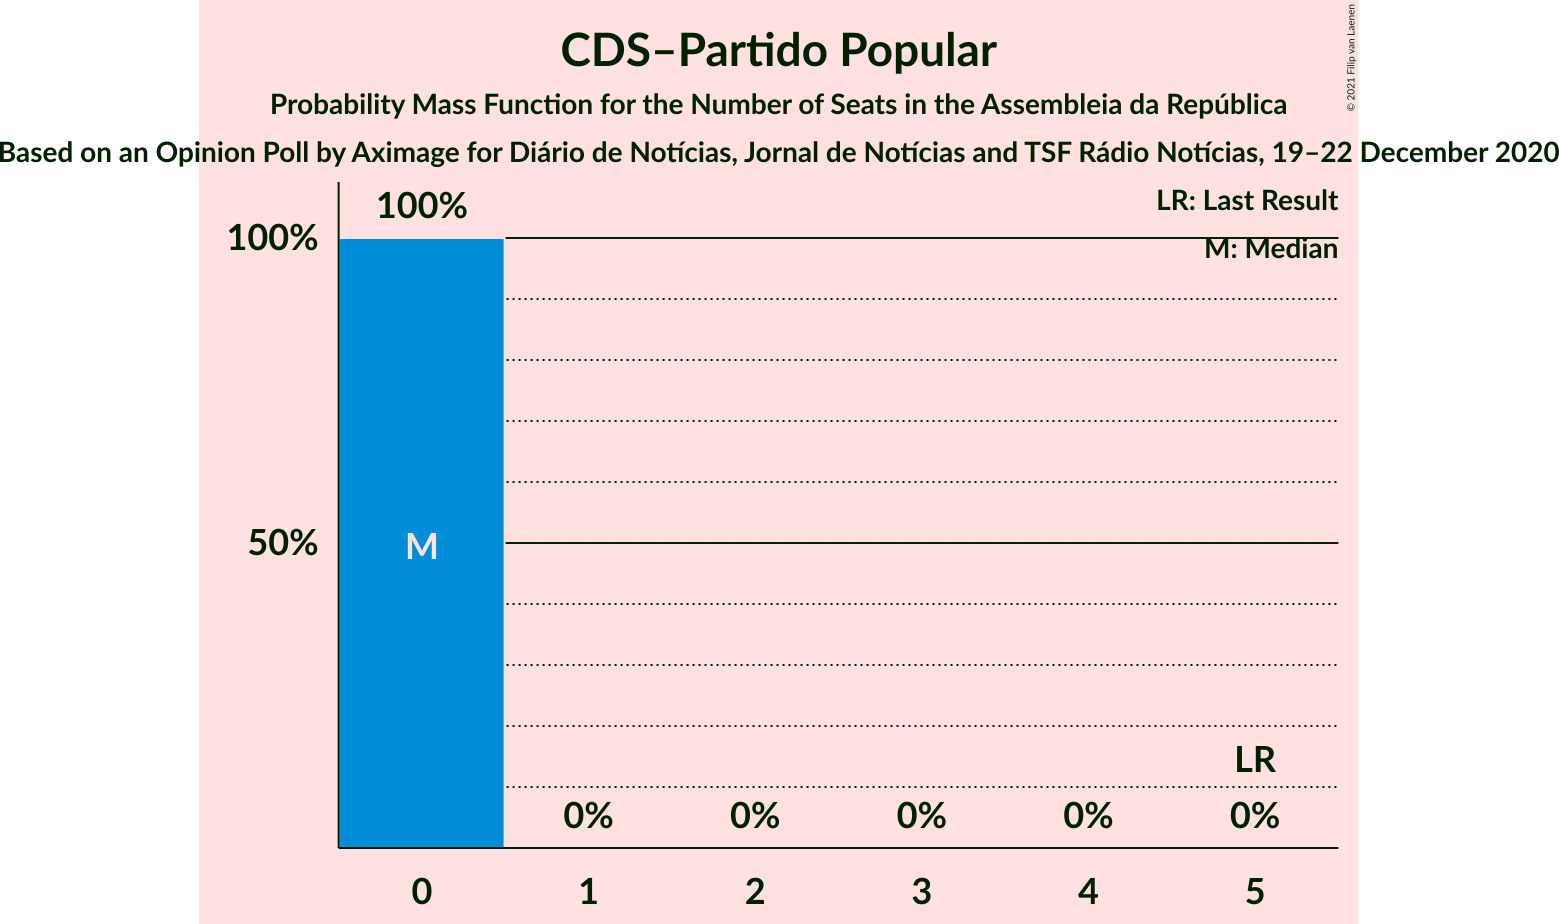 CDS–Partido Popular
Probability Mass Function for the Number of Seats in the Assembleia da República
Based on an Opinion Poll by Aximage for Diário de Notícias, Jornal de Notícias and TSF Rádio Notícias, 19–22 December 2020
© 2021 Filip van Laenen
LR: Last Result
M: Median
100%
100%
50%
M
LR
0% 0% 0% 0% 0%
0 1 2 3 4 5